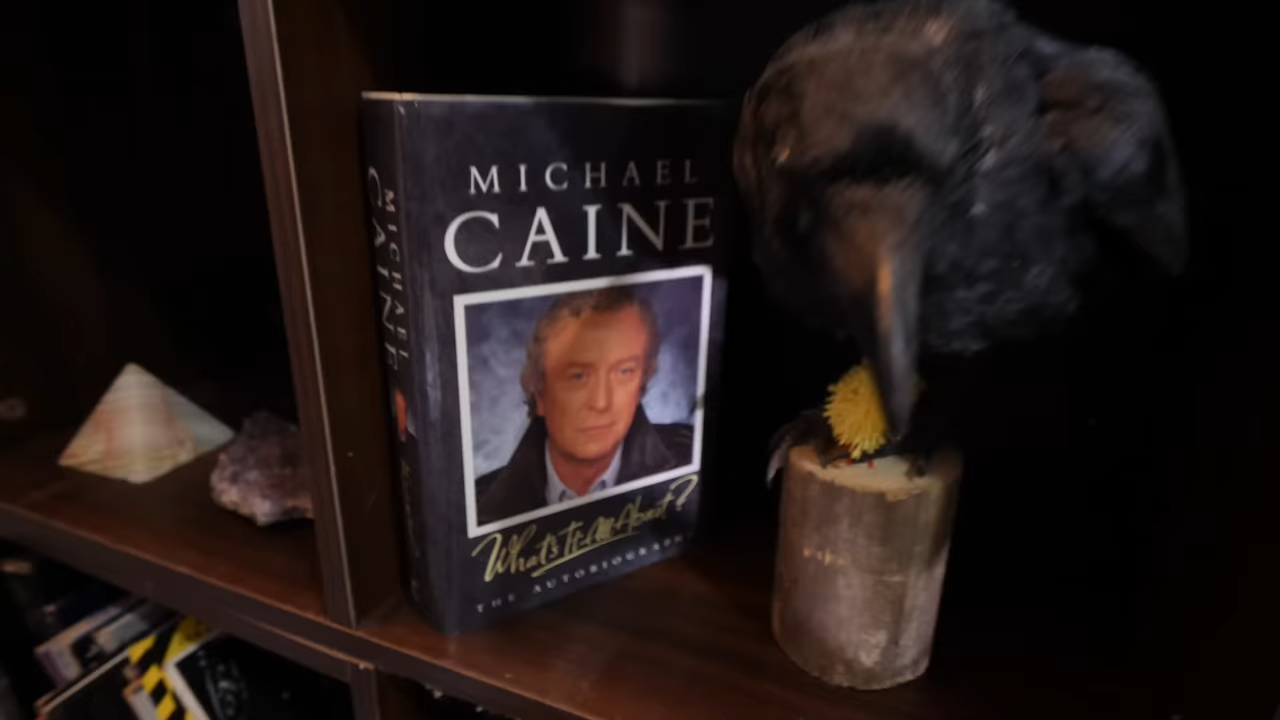 MICHAEL
CAINE
MICHAEL
CAINE
What's It All About?
THE AUTOBIOGRAPHY